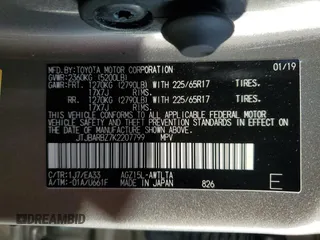 MFD.BY:TOYOTA MOTOR CORPORATION 01/19
GVWR:2360KG (5200LB)
GAWR:FRT. 1270KG (2790LB) WITH 225/65R17 TIRES.
17X7J RIMS.
RR. 1270KG (2790LB) WITH 225/65R17 TIRES.
17X7J RIMS.
THIS VEHICLE CONFORMS TO ALL APPLICABLE
FEDERAL MOTOR VEHICLE SAFETY AND
THEFT PREVENTION STANDARDS IN EFFECT ON
THE DATE OF MANUFACTURE SHOWN ABOVE.
JTJBARBZ7K2207799 MPV
C/TR:1J7/EA33 AGZ15L-AWTLTA
A/TM:-01A/U661F MADE IN JAPAN 826 E
DREAMBID